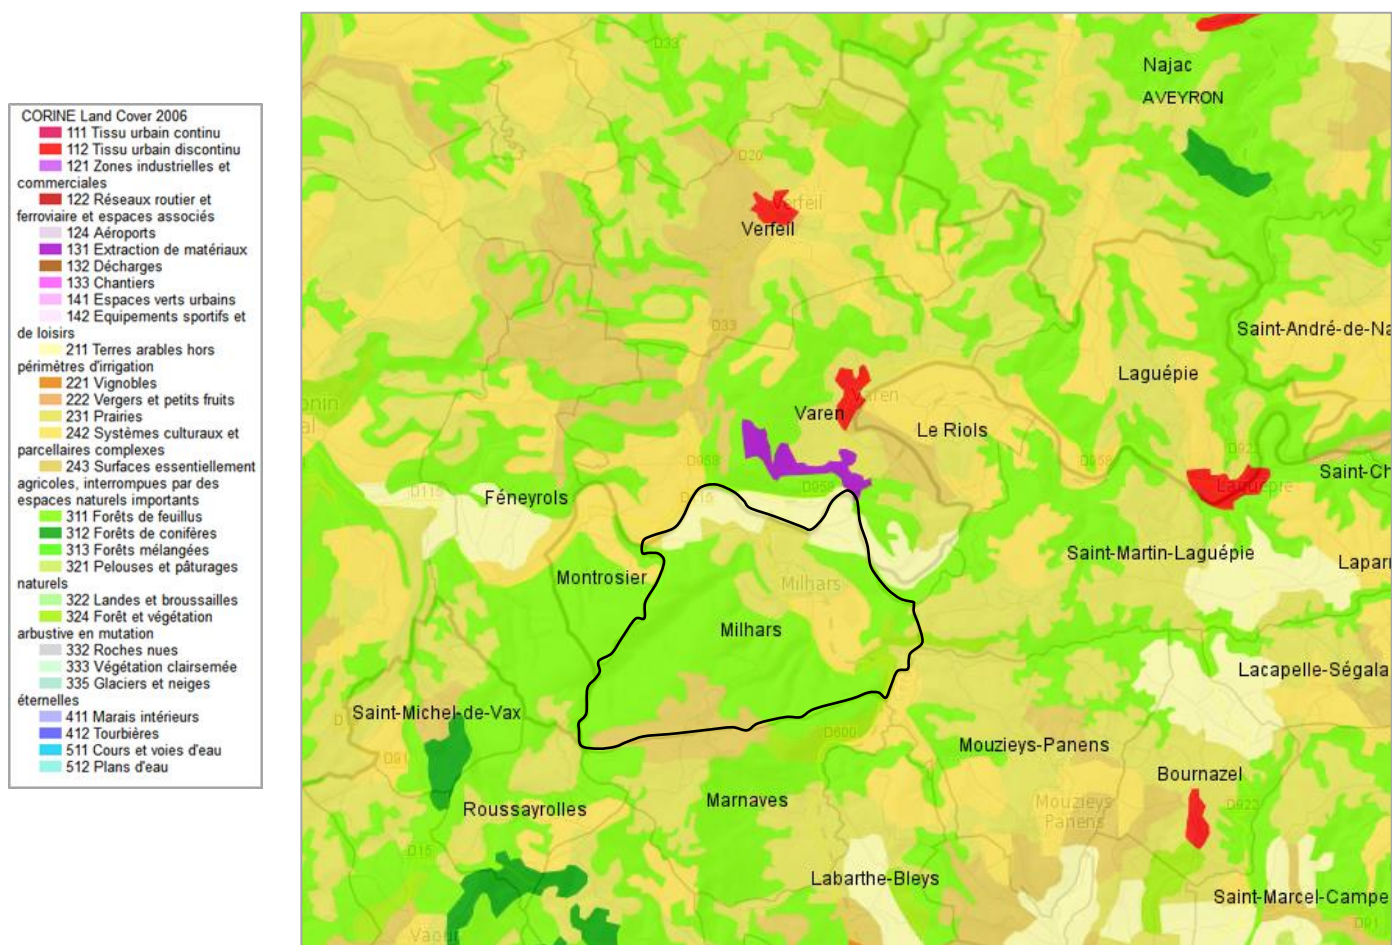 CORINE Land Cover 2006
111 Tissu urbain continu
112 Tissu urbain discontinu
121 Zones industrielles et
commerciales
122 Réseaux routier et
ferroviaire et espaces associés
124 Aéroports
131 Extraction de matériaux
132 Décharges
133 Chantiers
141 Espaces verts urbains
142 Equipements sportifs et
de loisirs
211 Terres arables hors
périmètres d'irrigation
221 Vignobles
222 Vergers et petits fruits
231 Prairies
242 Systèmes culturaux et
parcellaires complexes
243 Surfaces essentiellement
agricoles, interrompues par des
espaces naturels importants
311 Forêts de feuillus
312 Forêts de conifères
313 Forêts mélangées
321 Pelouses et pâturages
naturels
322 Landes et broussailles
324 Forêt et végétation
arbustive en mutation
332 Roches nues
333 Végétation clairsemée
335 Glaciers et neiges
éternelles
411 Marais intérieurs
412 Tourbières
511 Cours et voies d'eau
512 Plans d'eau
D33
Najac
AVEYRON
D20
Verfeil
Verfeil
D33
Saint-André-de-Na
Laguépie
Varen
Varen
Le Riols
D958
D958
D922
Saint-Ch
Laguépie
D958
D115
D115
Féneyrols
Saint-Martin-Laguépie
Lapar
Montrosier
Milhars
Milhars
Lacapelle-Ségala
Saint-Michel-de-Vax
D600
D91
Mouzieys-Panens
Bournazel
Roussayrolles
Marnaves
Mouzieys
Panens
D922
D15
Labarthe-Bleys
Saint-Marcel-Campe
D91
Vaour